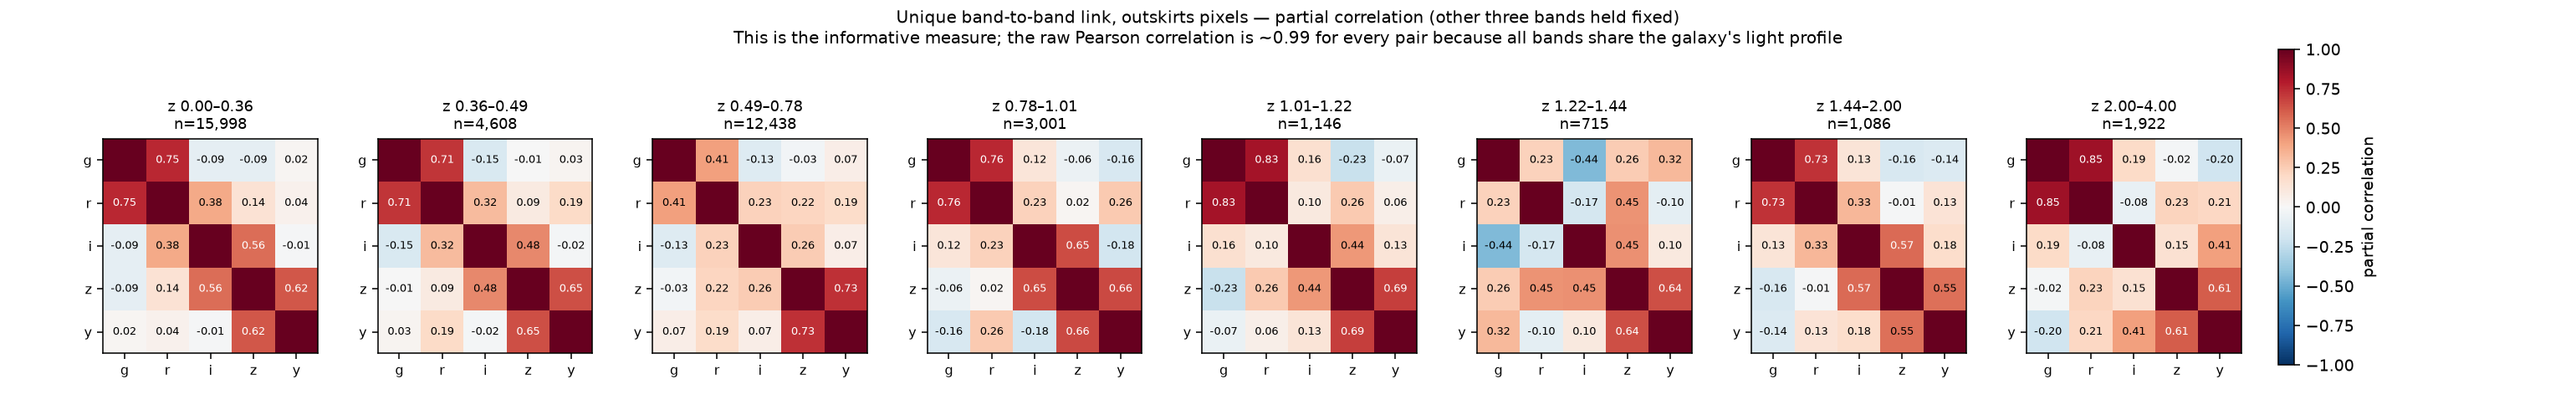 Unique band-to-band link, outskirts pixels — partial correlation (other three bands held fixed)
This is the informative measure; the raw Pearson correlation is ~0.99 for every pair because all bands share the galaxy's light profile
z 0.00–0.36
n=15,998
g 0.75 -0.09 -0.09 0.02
r 0.75 0.38 0.14 0.04
i -0.09 0.38 0.56 -0.01
z -0.09 0.14 0.56 0.62
y 0.02 0.04 -0.01 0.62
g r i z y
z 0.36–0.49
n=4,608
g 0.71 -0.15 -0.01 0.03
r 0.71 0.32 0.09 0.19
i -0.15 0.32 0.48 -0.02
z -0.01 0.09 0.48 0.65
y 0.03 0.19 -0.02 0.65
g r i z y
z 0.49–0.78
n=12,438
g 0.41 -0.13 -0.03 0.07
r 0.41 0.23 0.22 0.19
i -0.13 0.23 0.26 0.07
z -0.03 0.22 0.26 0.73
y 0.07 0.19 0.07 0.73
g r i z y
z 0.78–1.01
n=3,001
g 0.76 0.12 -0.06 -0.16
r 0.76 0.23 0.02 0.26
i 0.12 0.23 0.65 -0.18
z -0.06 0.02 0.65 0.66
y -0.16 0.26 -0.18 0.66
g r i z y
z 1.01–1.22
n=1,146
g 0.83 0.16 -0.23 -0.07
r 0.83 0.10 0.26 0.06
i 0.16 0.10 0.44 0.13
z -0.23 0.26 0.44 0.69
y -0.07 0.06 0.13 0.69
g r i z y
z 1.22–1.44
n=715
g 0.23 -0.44 0.26 0.32
r 0.23 -0.17 0.45 -0.10
i -0.44 -0.17 0.45 0.10
z 0.26 0.45 0.45 0.64
y 0.32 -0.10 0.10 0.64
g r i z y
z 1.44–2.00
n=1,086
g 0.73 0.13 -0.16 -0.14
r 0.73 0.33 -0.01 0.13
i 0.13 0.33 0.57 0.18
z -0.16 -0.01 0.57 0.55
y -0.14 0.13 0.18 0.55
g r i z y
z 2.00–4.00
n=1,922
g 0.85 0.19 -0.02 -0.20
r 0.85 -0.08 0.23 0.21
i 0.19 -0.08 0.15 0.41
z -0.02 0.23 0.15 0.61
y -0.20 0.21 0.41 0.61
g r i z y
1.00
0.75
0.50
0.25
0.00
−0.25
−0.50
−0.75
−1.00
partial correlation